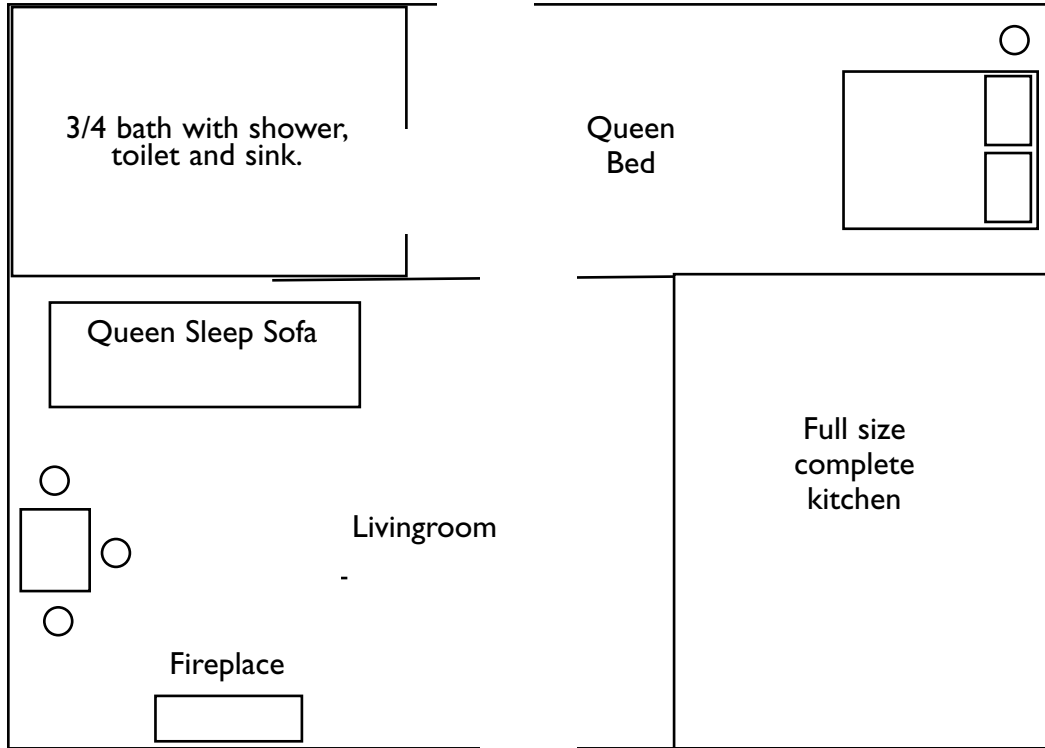 3/4 bath with shower,
toilet and sink.
Queen
Bed
Queen Sleep Sofa
Full size
complete
kitchen
Livingroom
-
Fireplace